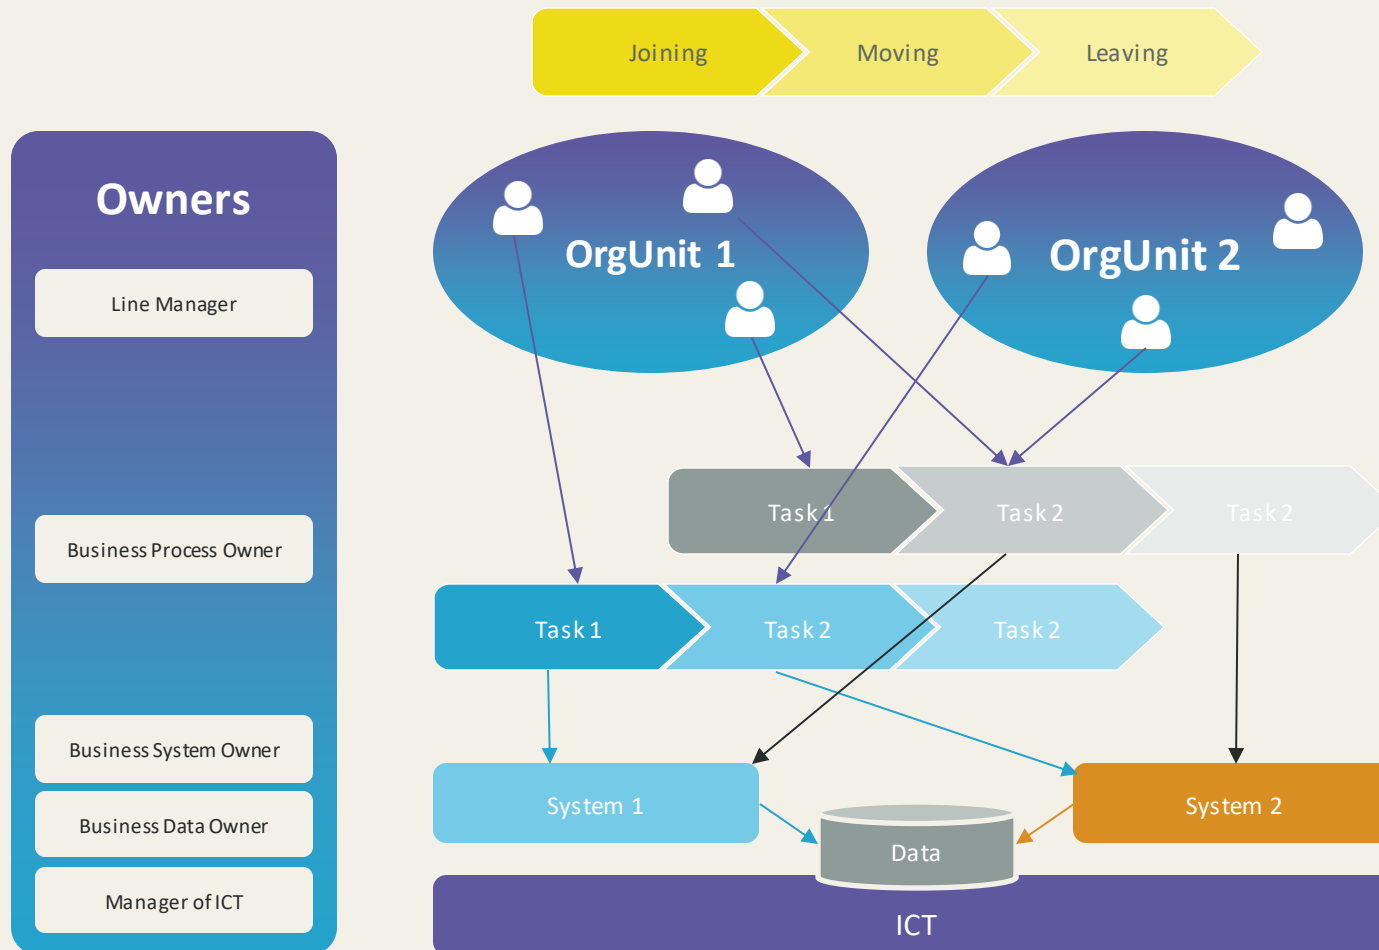 Joining
Moving
Leaving
Owners
Line Manager
Business Process Owner
Business System Owner
Business Data Owner
Manager of ICT
OrgUnit 1
OrgUnit 2
Task 1
Task 2
Task 2
Task 1
Task 2
Task 2
System 1
System 2
Data
ICT